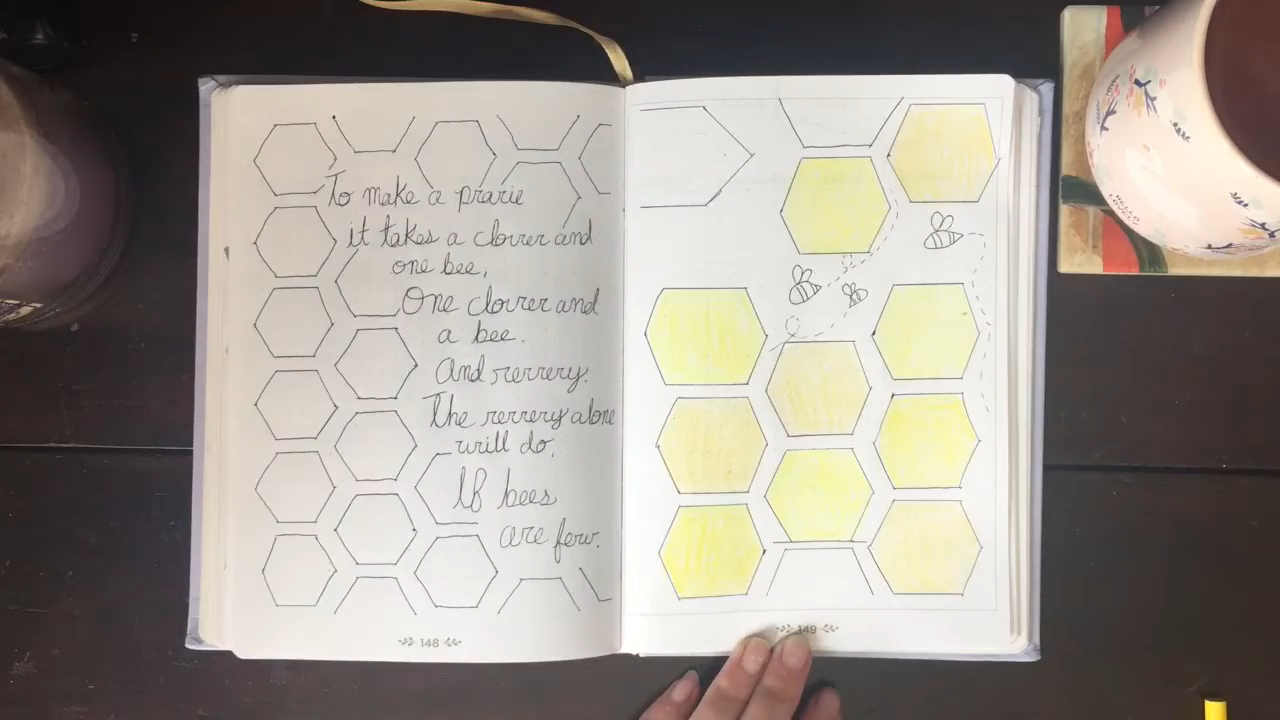 To make a prarie
it takes a clover and
one bee,
One clover and
a bee.
And revery.
The revery alone
will do,
If bees
are few.
148
149